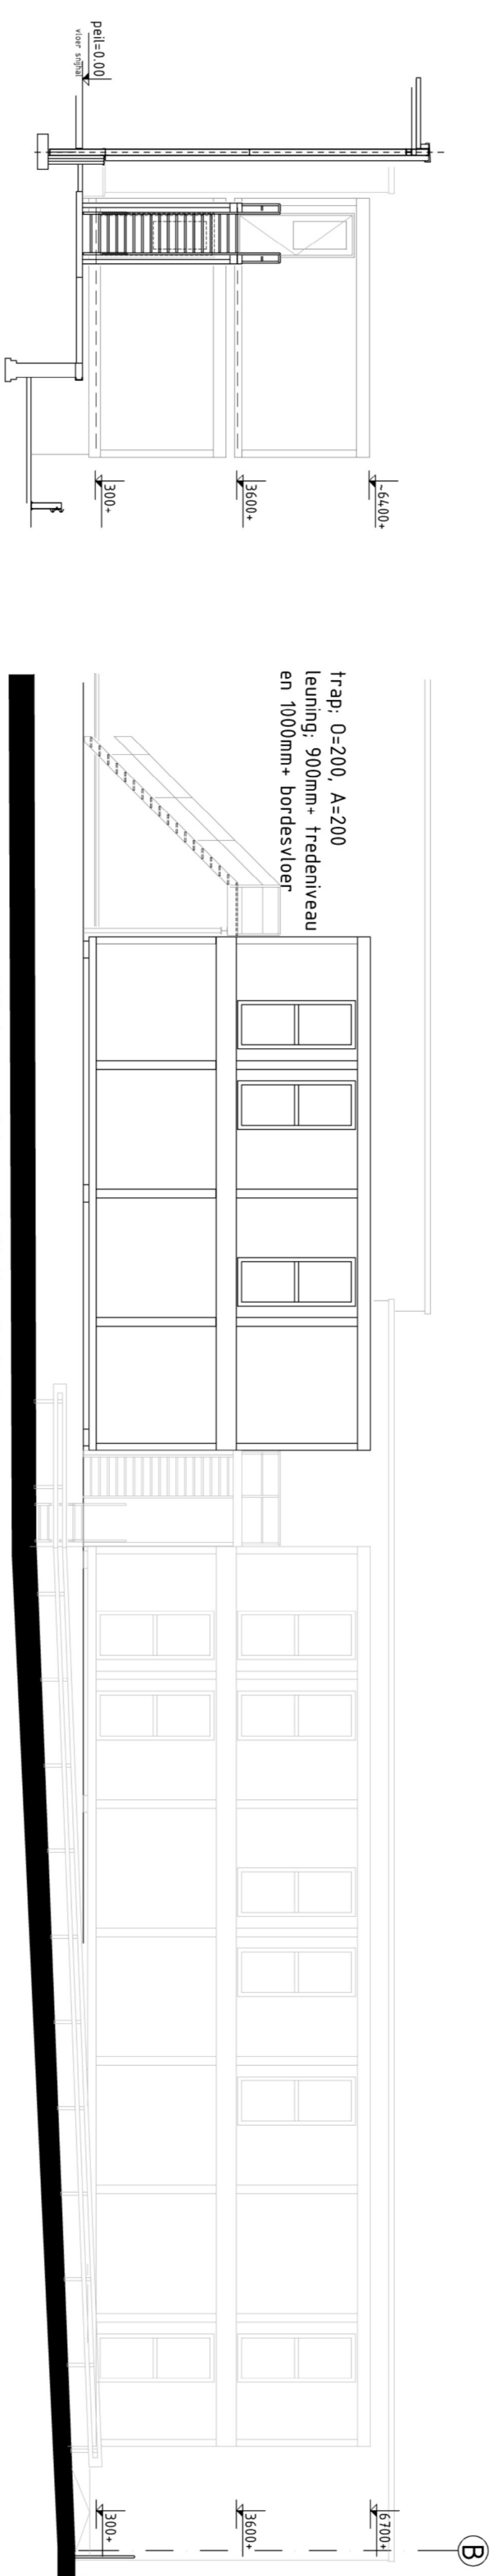 peil=0.00
vloer snijhal
300+
3600+
~6400+
trap; O=200, A=200
leuning; 900mm+ tredeniveau
en 1000mm+ bordesvloer
300+
3600+
6700+
B